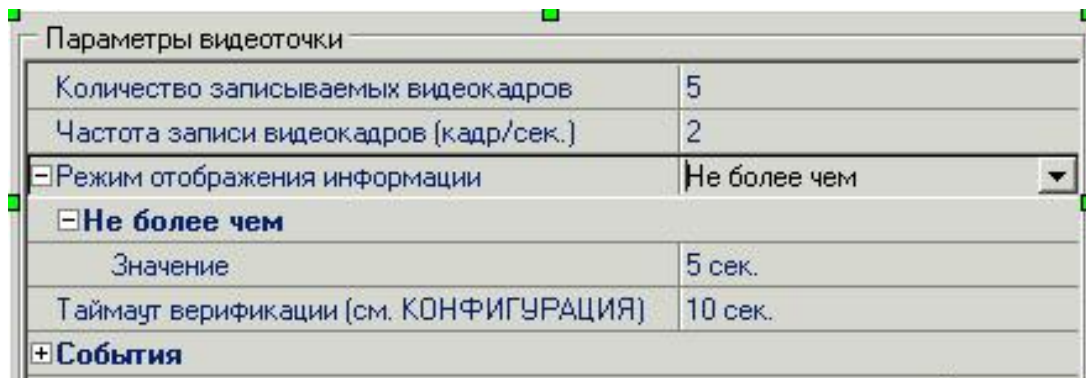 Параметры видеоточки
Количество записываемых видеокадров 5
Частота записи видеокадров (кадр/сек.) 2
Режим отображения информации Не более чем
Не более чем
Значение 5 сек.
Таймаут верификации (см. КОНФИГУРАЦИЯ) 10 сек.
События